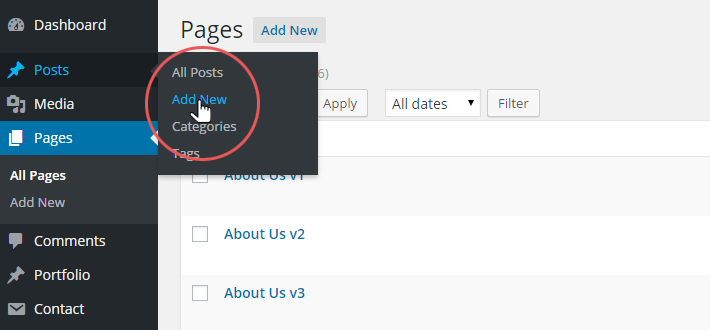 Dashboard
Posts
Media
Pages
All Pages
Add New
Comments
Portfolio
Contact
Pages Add New
All Posts
Add New
Categories
Tags
6)
Apply All dates Filter
About Us v1
About Us v2
About Us v3